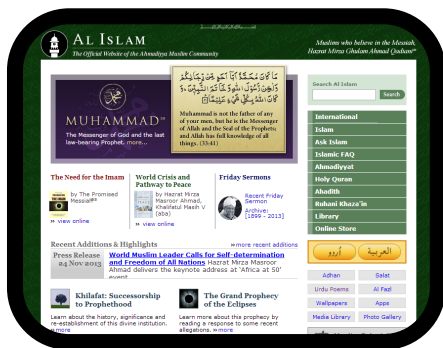 AL ISLAM
The Official Website of the Ahmadiyya Muslim Community
Muslims who believe in the Messiah,
Hazrat Mirza Ghulam Ahmad Qadiani
MUHAMMAD
The Messenger of God and the last
law-bearing Prophet. more...
Muhammad is not the father of any
of your men, but he is the Messenger
of Allah and the Seal of the Prophets;
and Allah has full knowledge of all
things. (33:41)
Search Al Islam
Search
International
Islam
Ask Islam
Islamic FAQ
Ahmadiyyat
Holy Quran
Ahadith
Ruhani Khaza'in
Library
Online Store
اُردو
العربية
Adhan
Salat
Urdu Poems
Al Fazl
Wallpapers
Apps
Media Library
Photo Gallery
The Need for the Imam
by The Promised
Messiah
» view online
World Crisis and
Pathway to Peace
by Hazrat Mirza
Masroor Ahmad,
Khalifatul Masih V
(aba)
» view online
Friday Sermons
Recent Friday
Sermons
Archive:
[1699 - 2013]
Recent Additions & Highlights
» more recent additions
Press Release
24 Nov 2013
World Muslim Leader Calls for Self-determination
and Freedom of All Nations Hazrat Mirza Masroor
Ahmad delivers the keynote address at 'Africa at 50'
event
Khilafat: Successorship
to Prophethood
Learn about the history, significance and
re-establishment of this divine institution.
» more
The Grand Prophecy
of the Eclipses
Learn more about this prophecy by
reading a response to some recent
allegations. » more